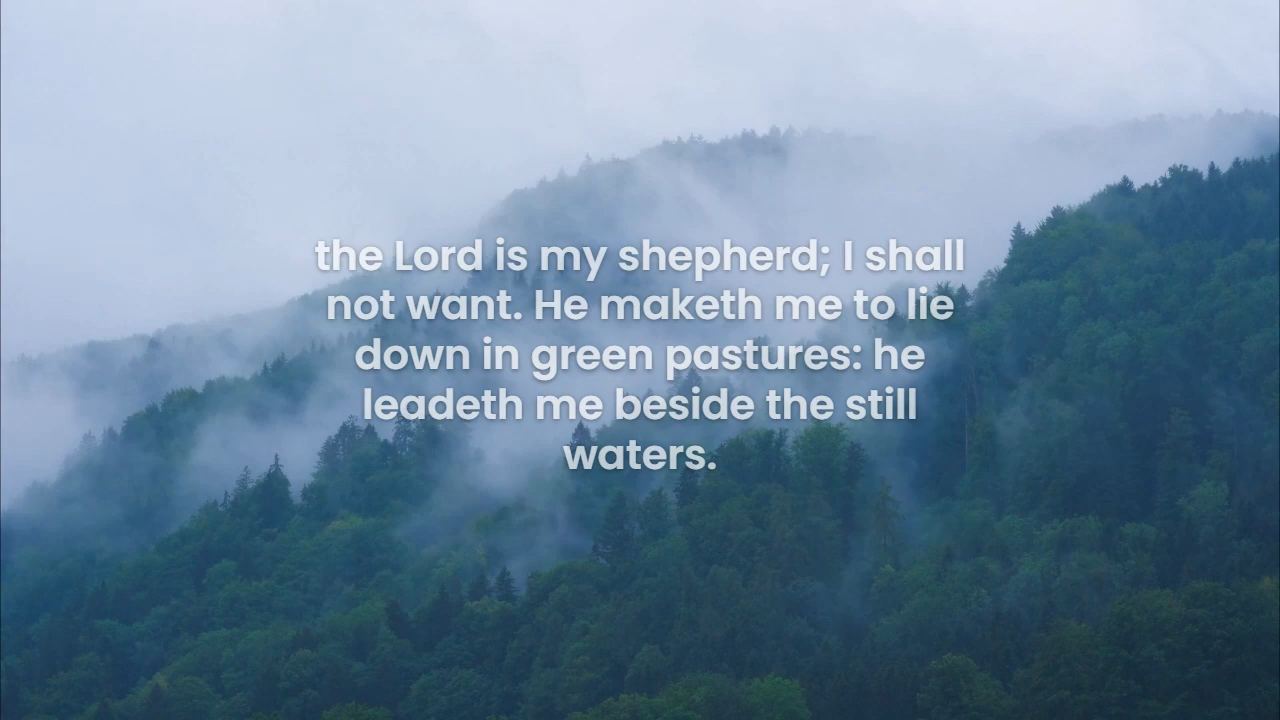 the Lord is my shepherd; I shall
not want. He maketh me to lie
down in green pastures: he
leadeth me beside the still
waters.